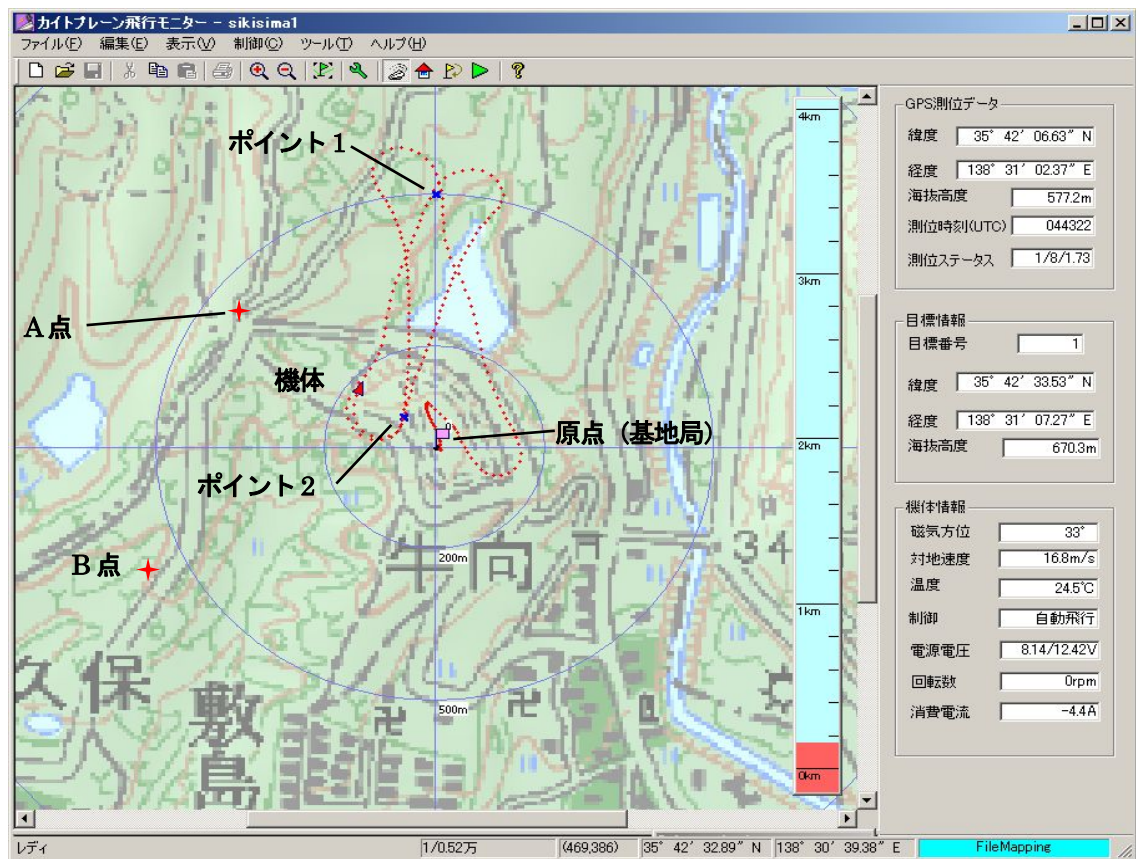 カイトプレーン飛行モニター - sikisima1
ファイル(F) 編集(E) 表示(V) 制御(C) ツール(T) ヘルプ(H)
ポイント1
A点
機体
原点（基地局）
ポイント2
B点
200m
500m
牛
向
34
久
保
敷
島
卍
卍
4km
3km
2km
1km
0km
GPS測位データ
緯度 35° 42′ 06.63″ N
経度 138° 31′ 02.37″ E
海抜高度 577.2m
測位時刻(UTC) 044322
測位ステータス 1/8/1.73
目標情報
目標番号 1
緯度 35° 42′ 33.53″ N
経度 138° 31′ 07.27″ E
海抜高度 670.3m
機体情報
磁気方位 33°
対地速度 16.8m/s
温度 24.5℃
制御 自動飛行
電源電圧 8.14/12.42V
回転数 0rpm
消費電流 -4.4A
レディ 1/0.52万 (469,386) 35° 42′ 32.89″ N 138° 30′ 39.38″ E FileMapping